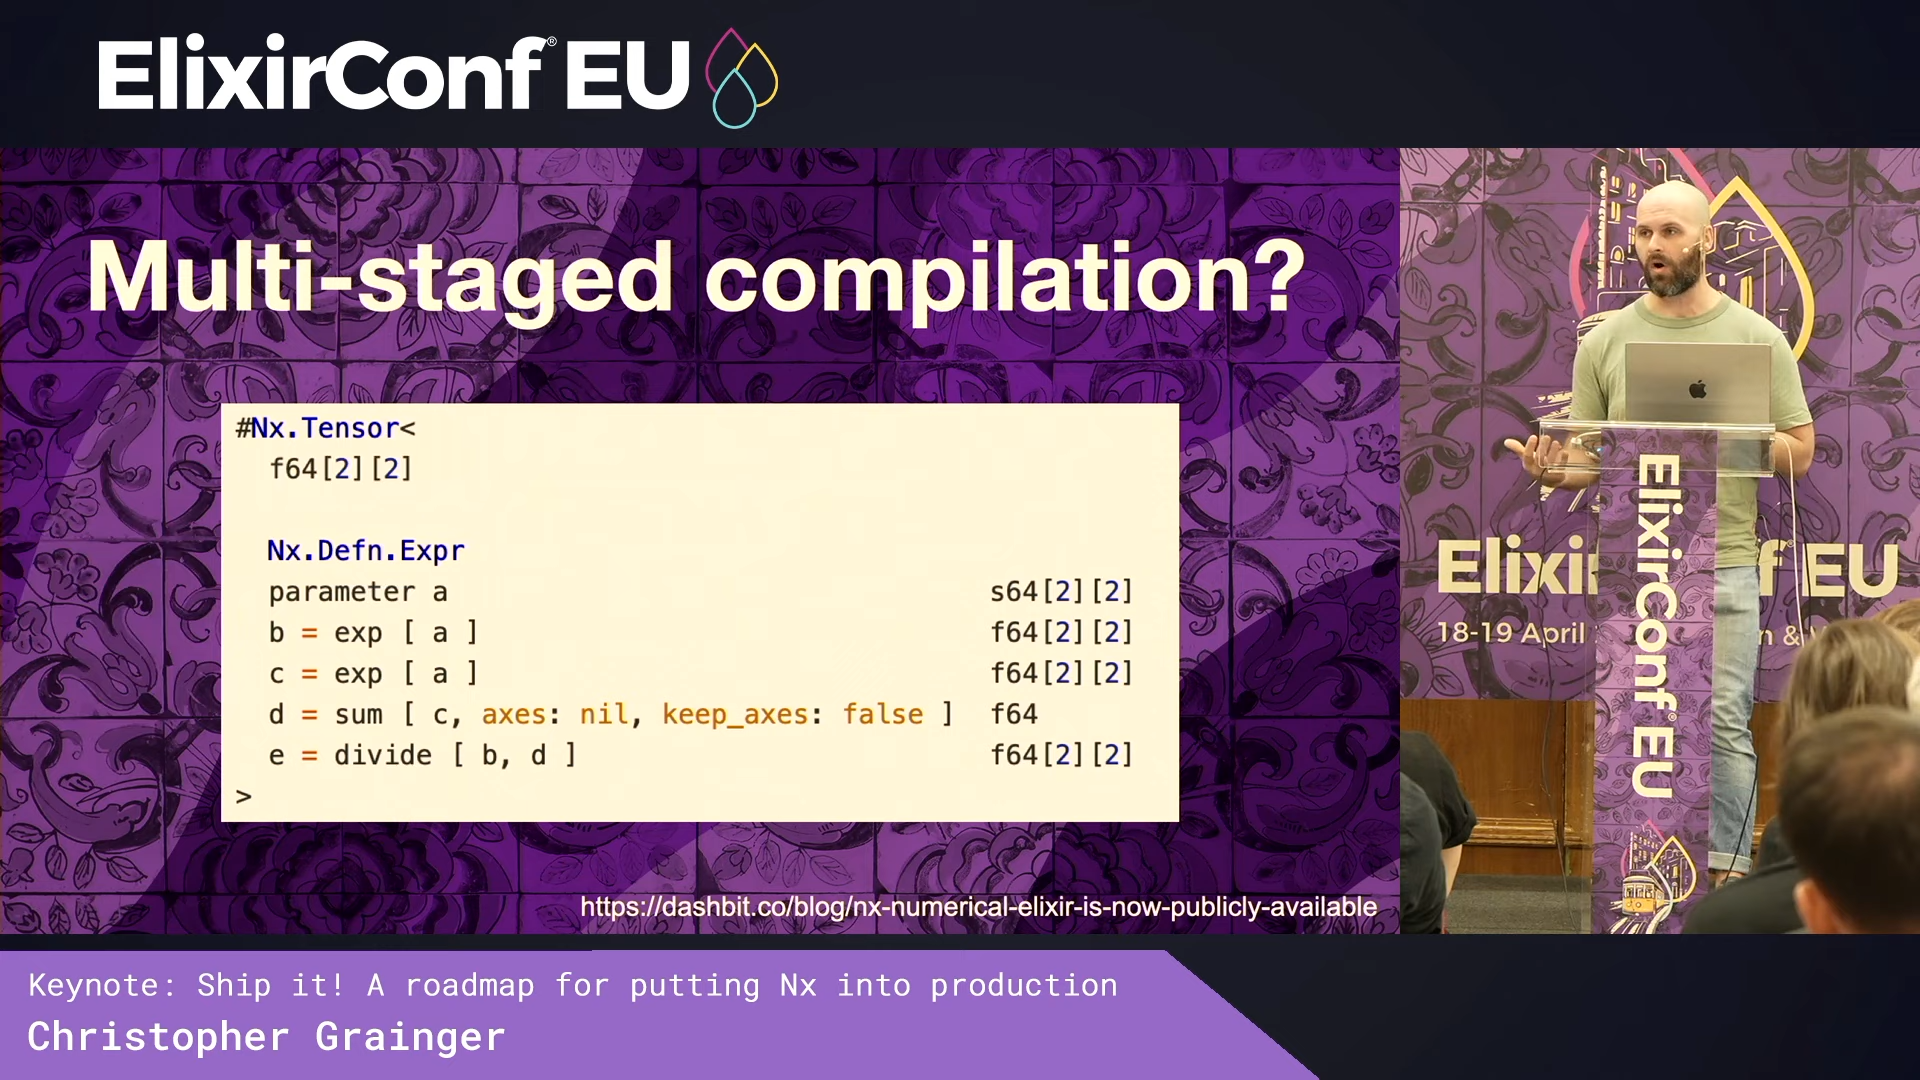 ElixirConf® EU
Multi-staged compilation?
#Nx.Tensor<
f64[2][2]
Nx.Defn.Expr
parameter a s64[2][2]
b = exp [ a ] f64[2][2]
c = exp [ a ] f64[2][2]
d = sum [ c, axes: nil, keep_axes: false ] f64
e = divide [ b, d ] f64[2][2]
>
https://dashbit.co/blog/nx-numerical-elixir-is-now-publicly-available
EU
18-19 April
ElixirConf® EU
Keynote: Ship it! A roadmap for putting Nx into production
Christopher Grainger